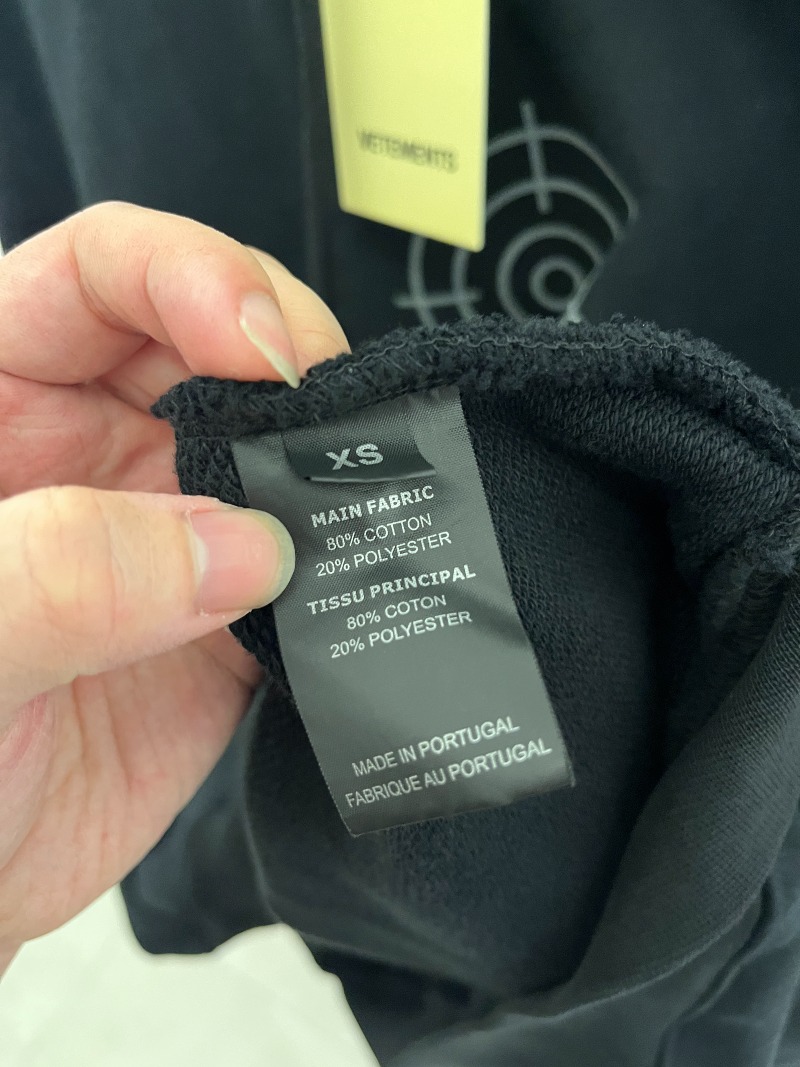 VETEMENTS
XS
MAIN FABRIC
80% COTTON
20% POLYESTER
TISSU PRINCIPAL
80% COTON
20% POLYESTER
MADE IN PORTUGAL
FABRIQUE AU PORTUGAL